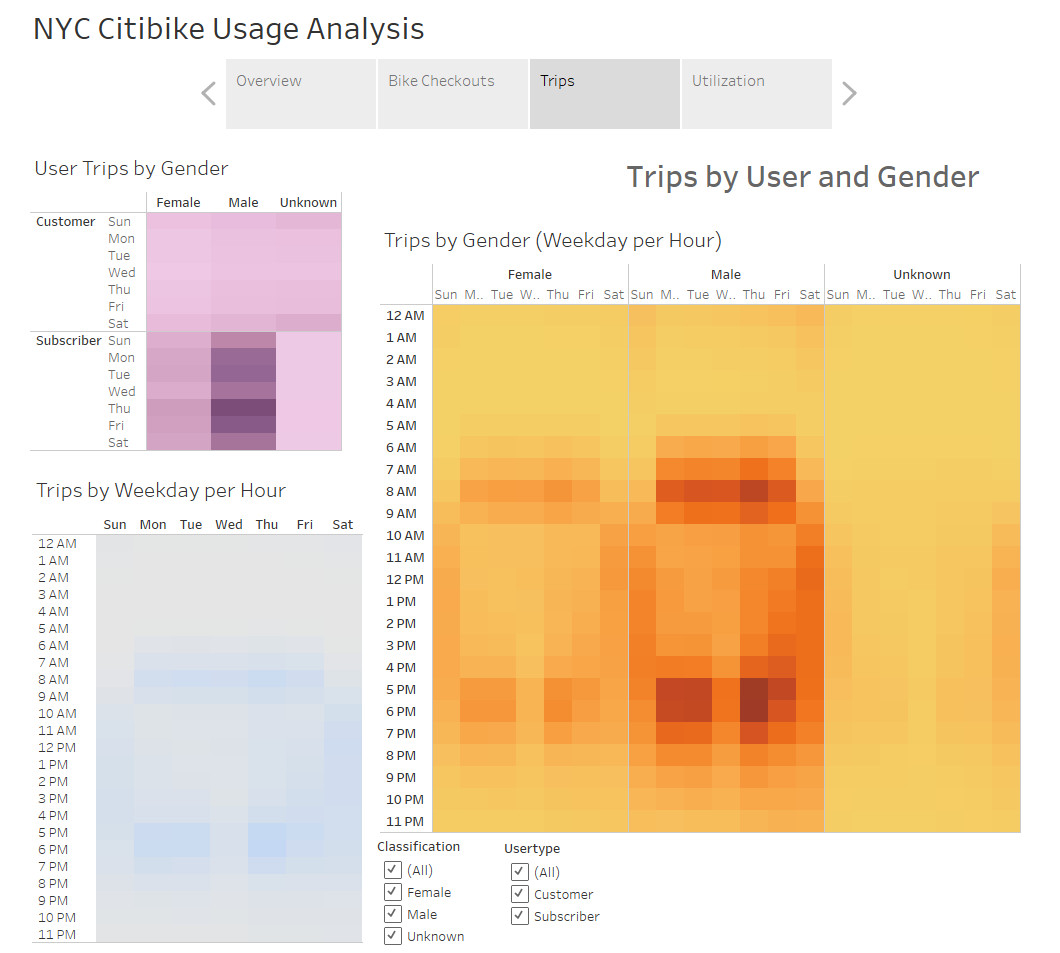 NYC Citibike Usage Analysis
Overview
Bike Checkouts
Trips
Utilization
User Trips by Gender
Female Male Unknown
Customer Sun
Mon
Tue
Wed
Thu
Fri
Sat
Subscriber Sun
Mon
Tue
Wed
Thu
Fri
Sat
Trips by Weekday per Hour
Sun Mon Tue Wed Thu Fri Sat
12 AM
1 AM
2 AM
3 AM
4 AM
5 AM
6 AM
7 AM
8 AM
9 AM
10 AM
11 AM
12 PM
1 PM
2 PM
3 PM
4 PM
5 PM
6 PM
7 PM
8 PM
9 PM
10 PM
11 PM
Trips by User and Gender
Trips by Gender (Weekday per Hour)
Female Male Unknown
Sun M.. Tue W.. Thu Fri Sat Sun M.. Tue W.. Thu Fri Sat Sun M.. Tue W.. Thu Fri Sat
12 AM
1 AM
2 AM
3 AM
4 AM
5 AM
6 AM
7 AM
8 AM
9 AM
10 AM
11 AM
12 PM
1 PM
2 PM
3 PM
4 PM
5 PM
6 PM
7 PM
8 PM
9 PM
10 PM
11 PM
Classification
(All)
Female
Male
Unknown
Usertype
(All)
Customer
Subscriber